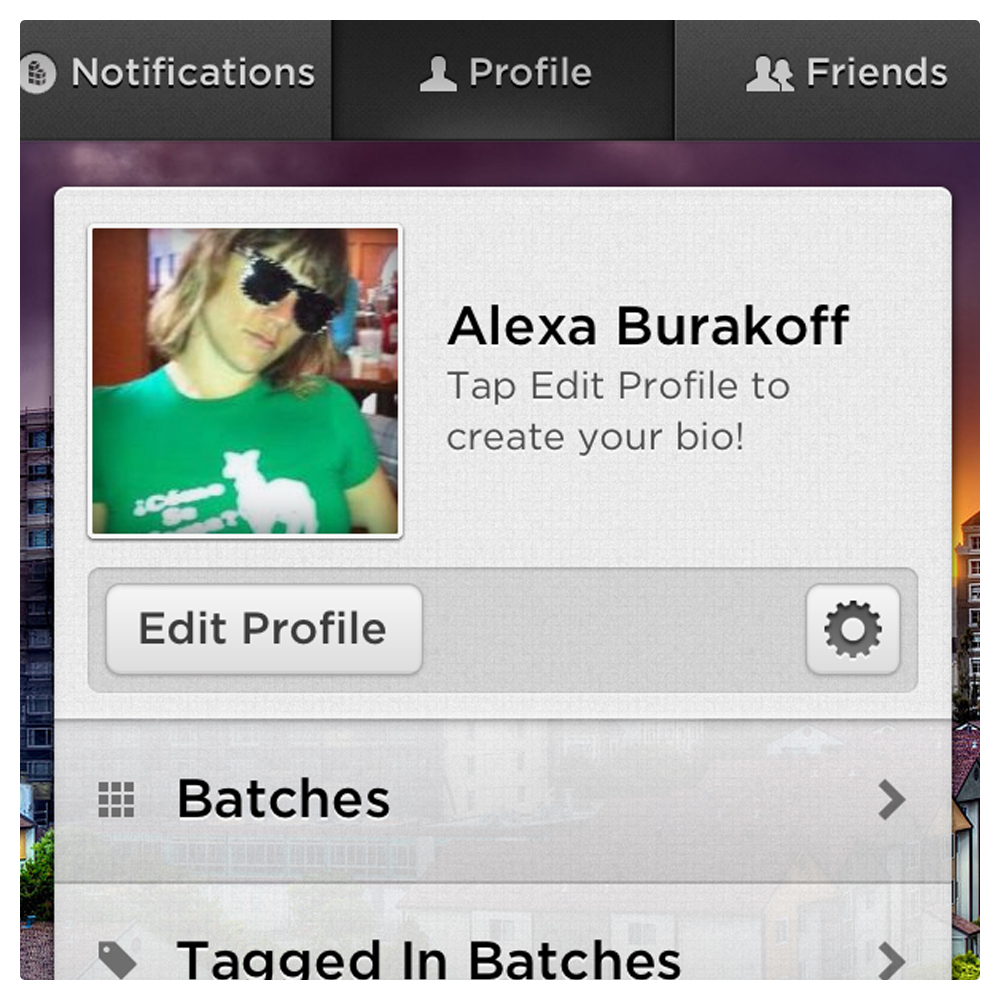 Notifications
Profile
Friends
Alexa Burakoff
Tap Edit Profile to
create your bio!
¿Cómo
Se
Edit Profile
Batches
Tagged In Batches